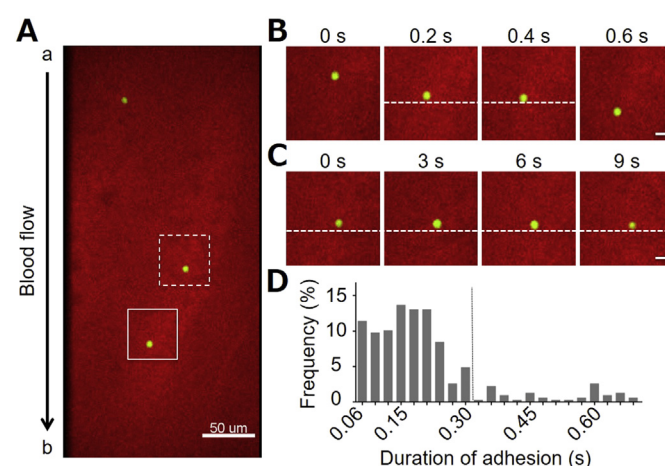 A
a
Blood flow
b
50 um
B
0 s 0.2 s 0.4 s 0.6 s
C
0 s 3 s 6 s 9 s
D
Frequency (%)
15
10
5
0
0.06 0.15 0.30 0.45 0.60
Duration of adhesion (s)